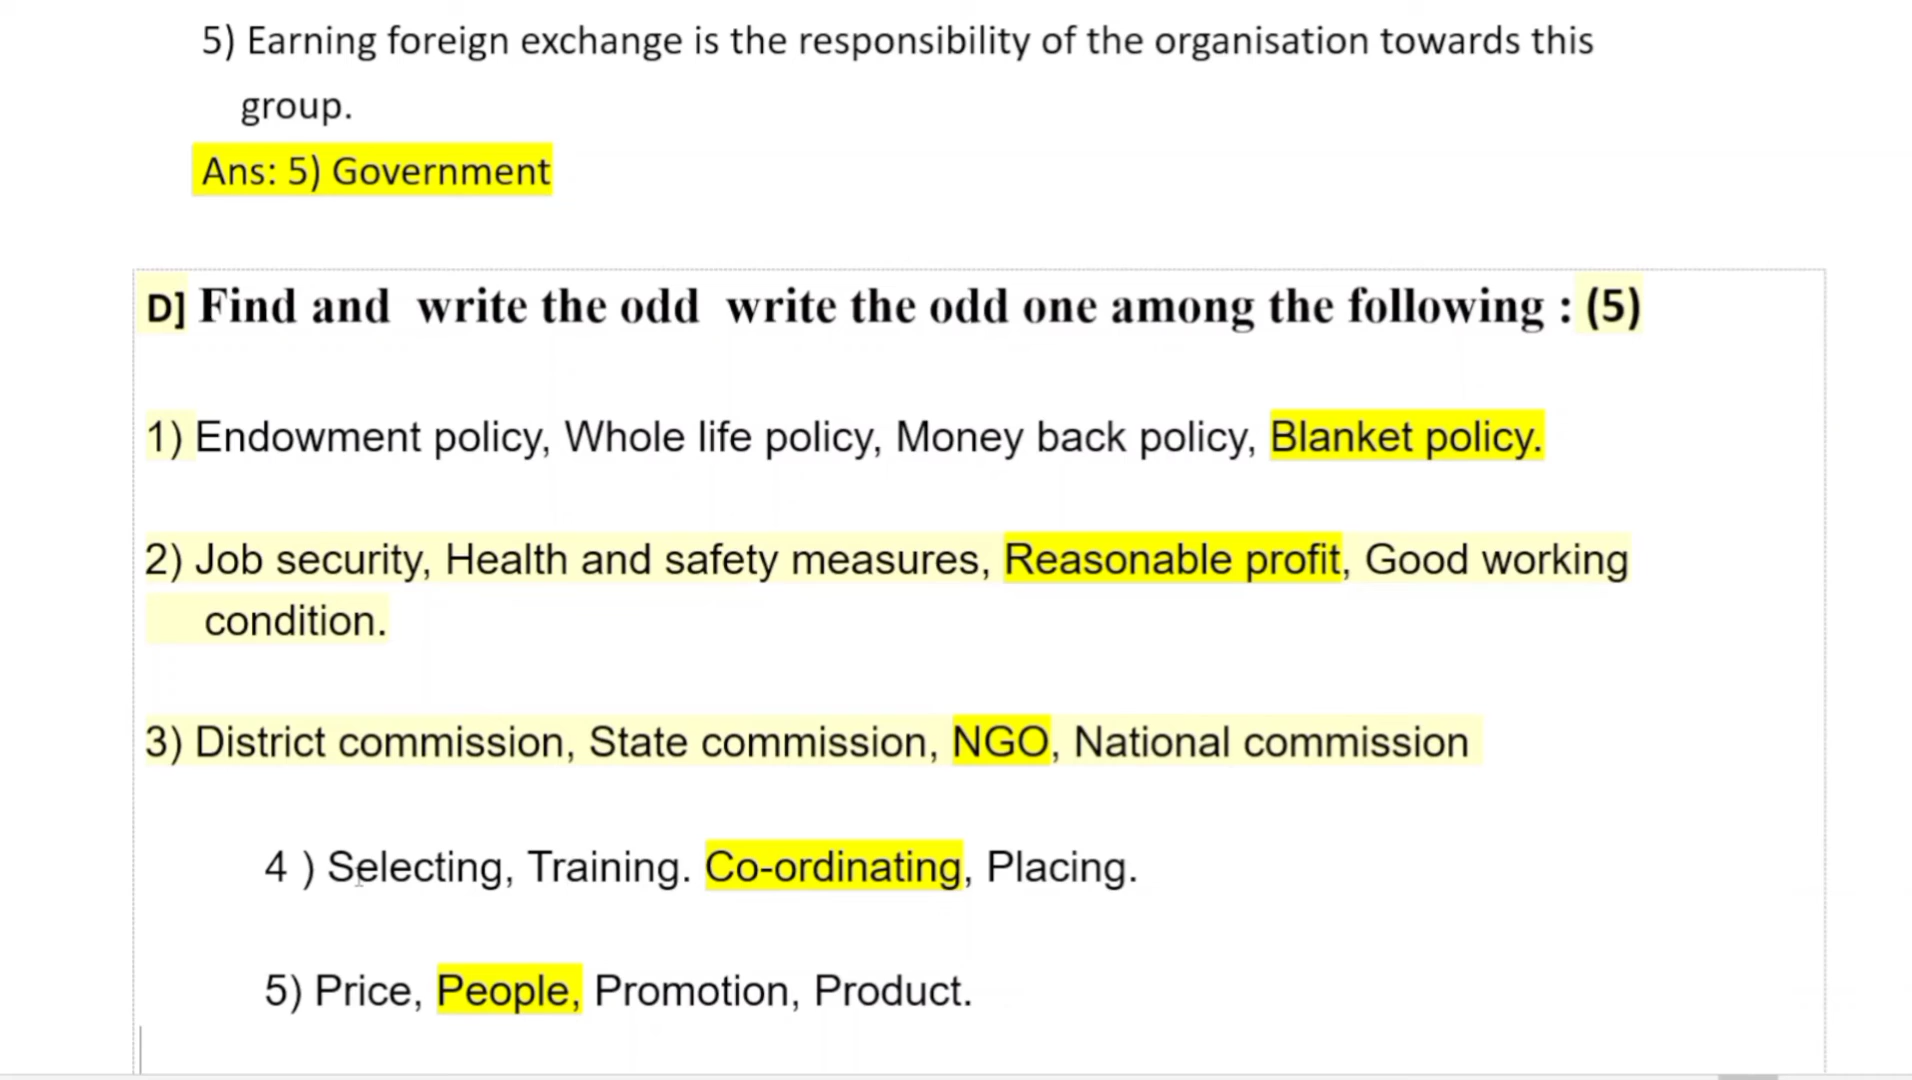 5) Earning foreign exchange is the responsibility of the organisation towards this
group.
Ans: 5) Government
D] Find and write the odd write the odd one among the following : (5)
1) Endowment policy, Whole life policy, Money back policy, Blanket policy.
2) Job security, Health and safety measures, Reasonable profit, Good working
condition.
3) District commission, State commission, NGO, National commission
4 ) Selecting, Training. Co-ordinating, Placing.
5) Price, People, Promotion, Product.